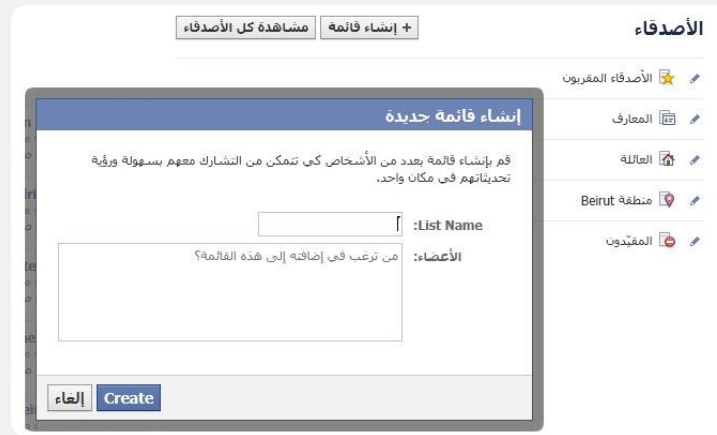 الأصدقاء
+ إنشاء قائمة
مشاهدة كل الأصدقاء
الأصدقاء المقربون
المعارف
العائلة
منطقة Beirut
المقيّدون
إنشاء قائمة جديدة
قم بإنشاء قائمة بعدد من الأشخاص كي تتمكن من التشارك معهم بسهولة ورؤية
تحديثاتهم في مكان واحد.
List Name:
الأعضاء:
من ترغب في إضافته إلى هذه القائمة؟
Create
إلغاء